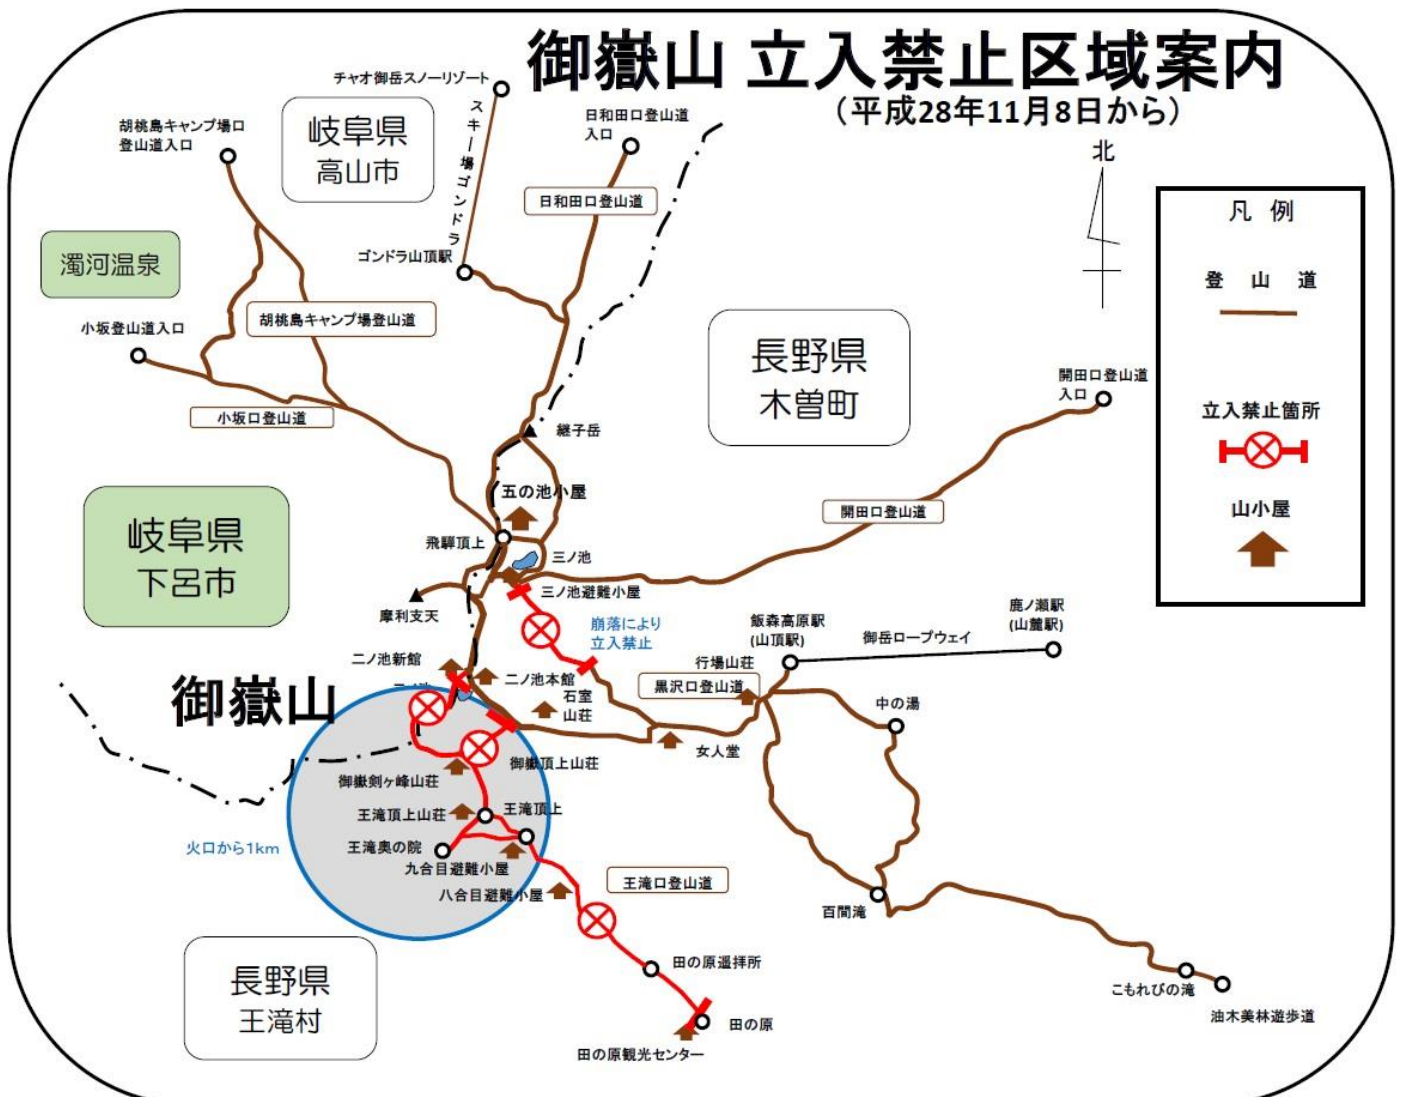 御嶽山 立入禁止区域案内
（平成28年11月8日から）
チャオ御岳スノーリゾート
スキー場ゴンドラ
胡桃島キャンプ場口
登山道入口
岐阜県
高山市
日和田口登山道
入口
北
日和田口登山道
凡 例
登 山 道
立入禁止箇所
山小屋
濁河温泉
ゴンドラ山頂駅
小坂登山道入口
胡桃島キャンプ場登山道
長野県
木曽町
開田口登山道
入口
小坂口登山道
継子岳
五の池小屋
開田口登山道
岐阜県
下呂市
飛騨頂上
三ノ池
三ノ池避難小屋
摩利支天
崩落により
立入禁止
飯森高原駅
(山頂駅)
御岳ロープウェイ
鹿ノ瀬駅
(山麓駅)
二ノ池新館
二ノ池本館
行場山荘
黒沢口登山道
石室
山荘
御嶽山
中の湯
女人堂
御嶽頂上山荘
御嶽剣ヶ峰山荘
王滝頂上山荘
王滝頂上
火口から1km
王滝奥の院
九合目避難小屋
八合目避難小屋
王滝口登山道
百間滝
長野県
王滝村
田の原遥拝所
こもれびの滝
油木美林遊歩道
田の原
田の原観光センター